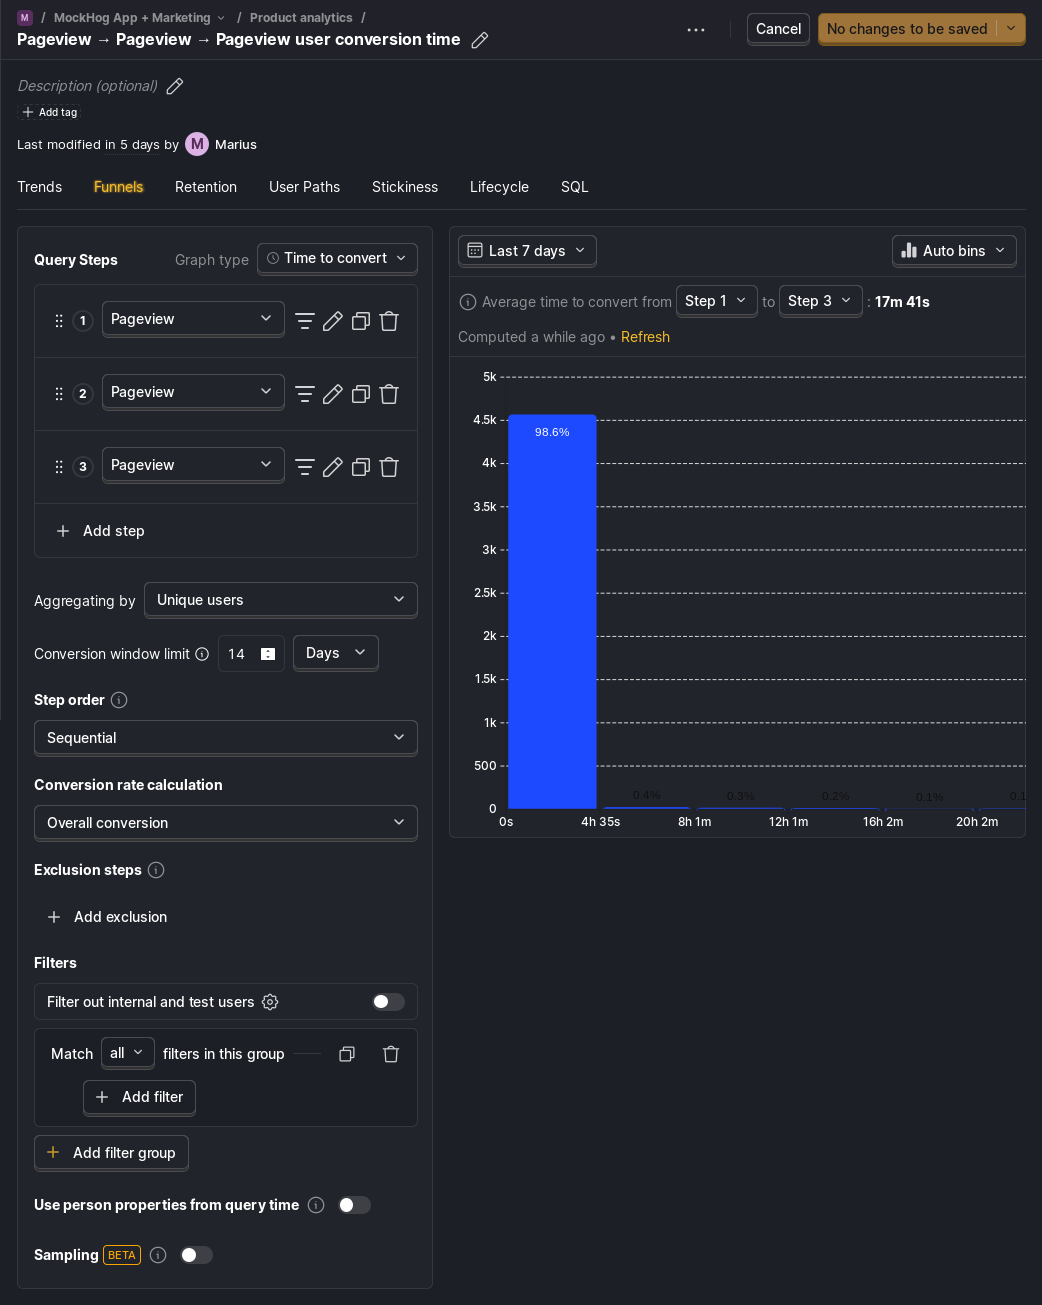 M / MockHog App + Marketing / Product analytics /
Pageview → Pageview → Pageview user conversion time
Cancel
No changes to be saved
Description (optional)
Add tag
Last modified in 5 days by M Marius
Trends Funnels Retention User Paths Stickiness Lifecycle SQL
Query Steps
Graph type
Time to convert
1 Pageview
2 Pageview
3 Pageview
Add step
Aggregating by Unique users
Conversion window limit 14 Days
Step order
Sequential
Conversion rate calculation
Overall conversion
Exclusion steps
Add exclusion
Filters
Filter out internal and test users
Match all filters in this group
Add filter
Add filter group
Use person properties from query time
Sampling BETA
Last 7 days
Auto bins
Average time to convert from Step 1 to Step 3 : 17m 41s
Computed a while ago • Refresh
5k
4.5k
98.6%
4k
3.5k
3k
2.5k
2k
1.5k
1k
500
0.4% 0.3% 0.2% 0.1% 0.1
0
0s 4h 35s 8h 1m 12h 1m 16h 2m 20h 2m